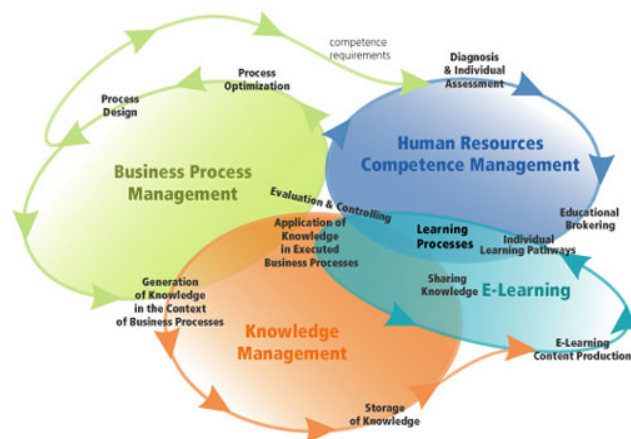 competence
requirements
Diagnosis
& Individual
Assessment
Process
Optimization
Process
Design
Human Resources
Competence Management
Business Process
Management
Evaluation & Controlling
Educational
Brokering
Application of
Knowledge
in Executed
Business Processes
Learning
Processes
Individual
Learning Pathways
Sharing
Knowledge
E-Learning
Generation
of Knowledge
in the Context
of Business Processes
Knowledge
Management
E-Learning
Content Production
Storage
of Knowledge